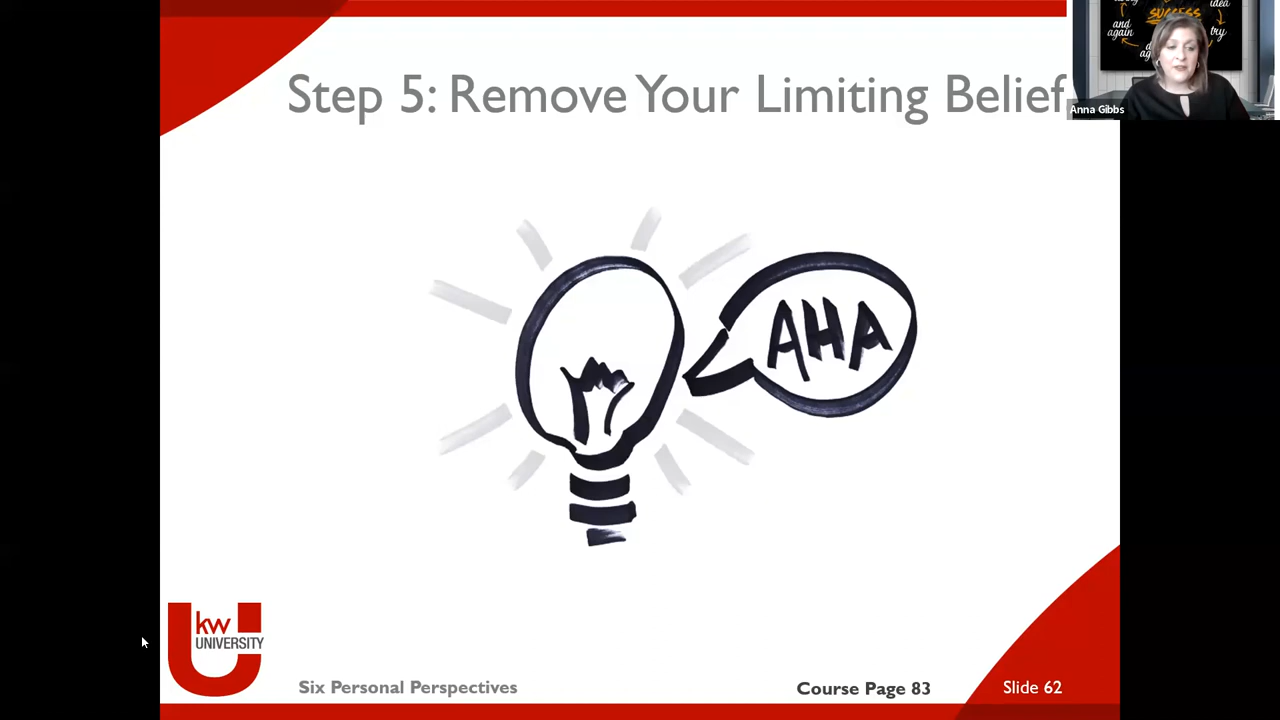 Step 5: Remove Your Limiting Belief
idea
SUCCESS
and
again
try
Anna Gibbs
AHA
kw
UNIVERSITY
Six Personal Perspectives
Course Page 83
Slide 62